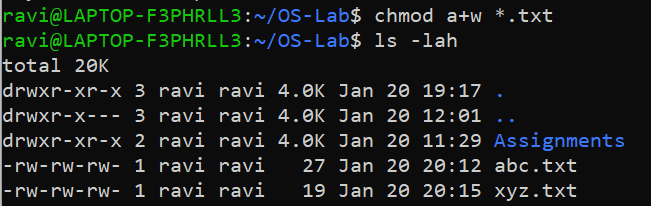 ravi@LAPTOP-F3PHRLL3:~/OS-Lab$ chmod a+w *.txt
ravi@LAPTOP-F3PHRLL3:~/OS-Lab$ ls -lah
total 20K
drwxr-xr-x 3 ravi ravi 4.0K Jan 20 19:17 .
drwxr-x--- 3 ravi ravi 4.0K Jan 20 12:01 ..
drwxr-xr-x 2 ravi ravi 4.0K Jan 20 11:29 Assignments
-rw-rw-rw- 1 ravi ravi   27 Jan 20 20:12 abc.txt
-rw-rw-rw- 1 ravi ravi   19 Jan 20 20:15 xyz.txt